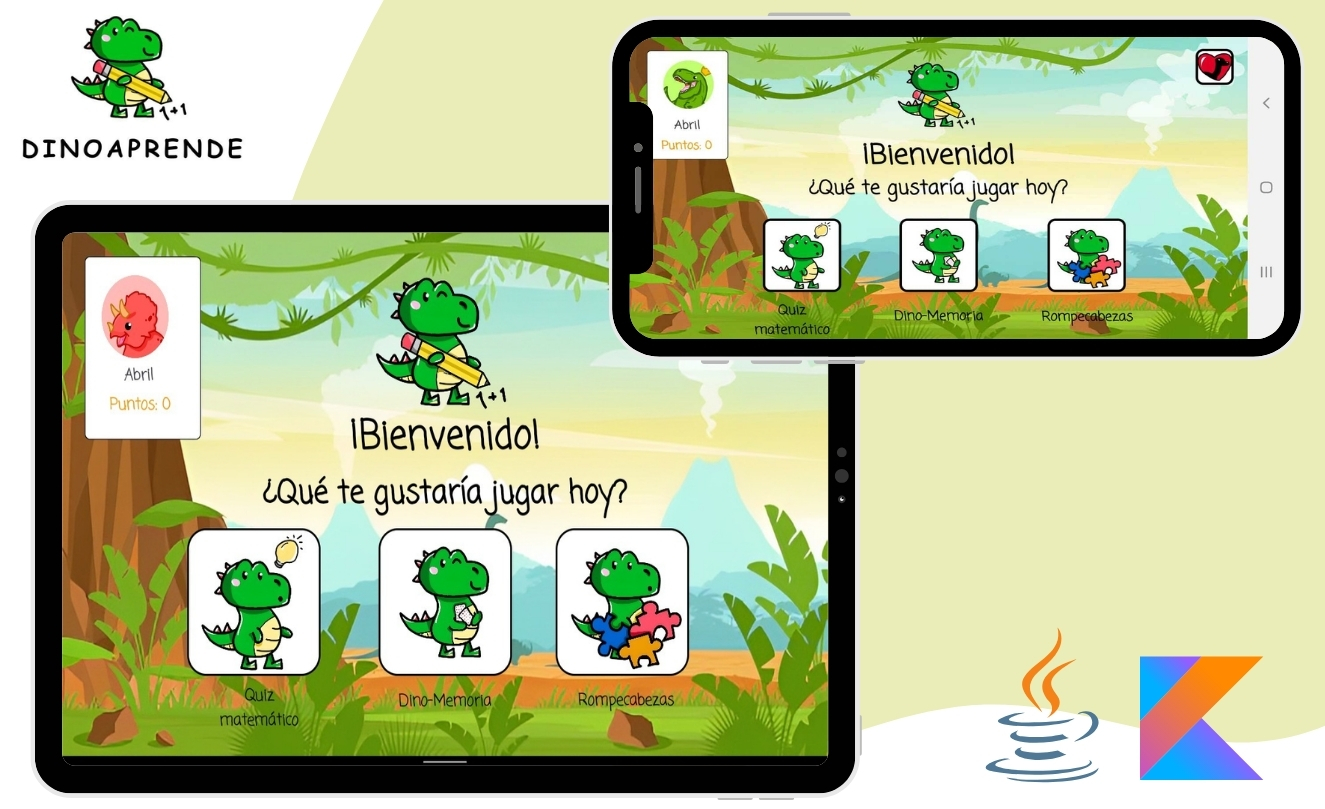 1+1
DINOAPRENDE
Abril
Puntos: 0
1+1
¡Bienvenido!
¿Qué te gustaría jugar hoy?
Quiz
matemático
Dino-Memoria
Rompecabezas
Abril
Puntos: 0
1+1
¡Bienvenido!
¿Qué te gustaría jugar hoy?
Quiz
matemático
Dino-Memoria
Rompecabezas